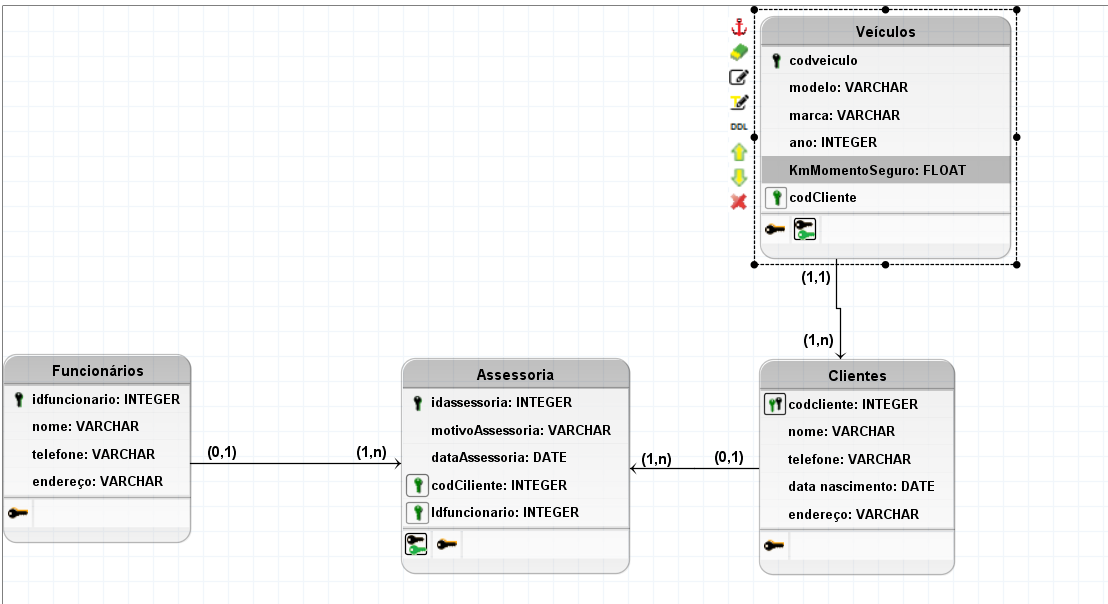 Veículos
codveiculo
modelo: VARCHAR
marca: VARCHAR
ano: INTEGER
KmMomentoSeguro: FLOAT
codCliente
DDL
(1,1)
(1,n)
Funcionários
idfuncionario: INTEGER
nome: VARCHAR
telefone: VARCHAR
endereço: VARCHAR
(0,1)
(1,n)
Assessoria
idassessoria: INTEGER
motivoAssessoria: VARCHAR
dataAssessoria: DATE
codCiliente: INTEGER
Idfuncionario: INTEGER
(1,n)
(0,1)
Clientes
codcliente: INTEGER
nome: VARCHAR
telefone: VARCHAR
data nascimento: DATE
endereço: VARCHAR